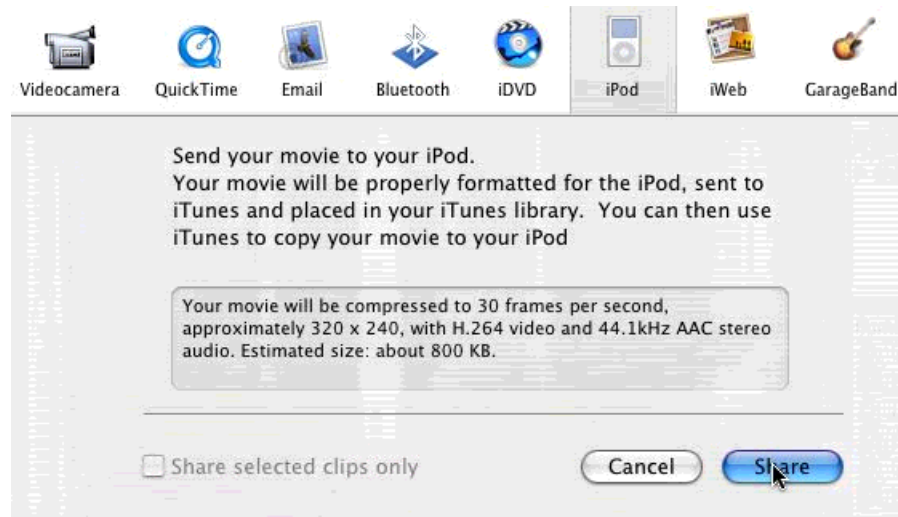 Videocamera QuickTime Email Bluetooth iDVD iPod iWeb GarageBand
Send your movie to your iPod.
Your movie will be properly formatted for the iPod, sent to
iTunes and placed in your iTunes library. You can then use
iTunes to copy your movie to your iPod
Your movie will be compressed to 30 frames per second,
approximately 320 x 240, with H.264 video and 44.1kHz AAC stereo
audio. Estimated size: about 800 KB.
Share selected clips only
Cancel
Share